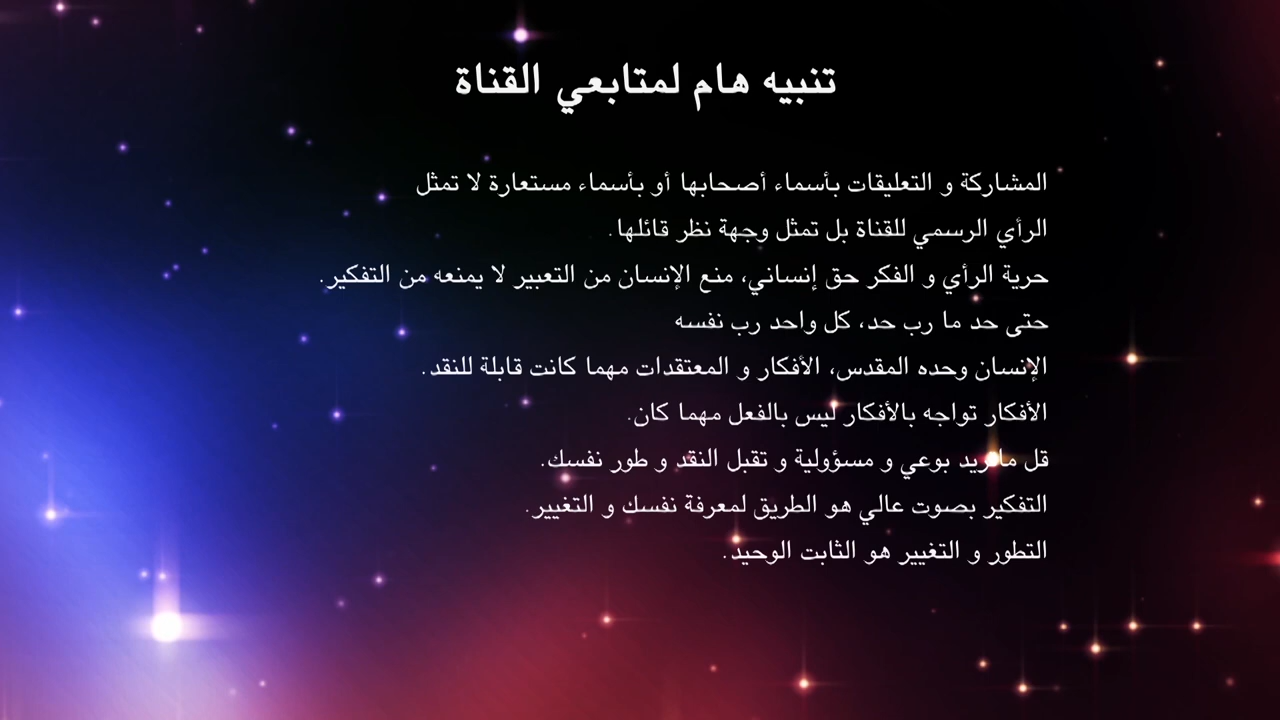 تنبيه هام لمتابعي القناة
المشاركة و التعليقات بأسماء أصحابها أو بأسماء مستعارة لا تمثل
الرأي الرسمي للقناة بل تمثل وجهة نظر قائلها.
حرية الرأي و الفكر حق إنساني، منع الإنسان من التعبير لا يمنعه من التفكير.
حتى حد ما رب حد، كل واحد رب نفسه
الإنسان وحده المقدس، الأفكار و المعتقدات مهما كانت قابلة للنقد.
الأفكار تواجه بالأفكار ليس بالفعل مهما كان.
قل ما تريد بوعي و مسؤولية و تقبل النقد و طور نفسك.
التفكير بصوت عالي هو الطريق لمعرفة نفسك و التغيير.
التطور و التغيير هو الثابت الوحيد.